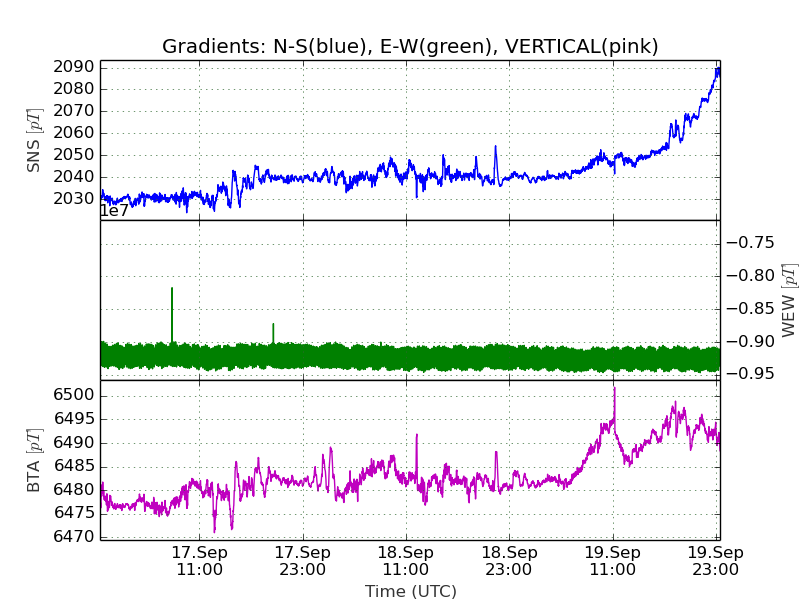 Gradients: N-S(blue), E-W(green), VERTICAL(pink)
2090
2080
2070
2060
2050
2040
2030
SNS [pT]
1e7
−0.75
−0.80
−0.85
−0.90
−0.95
WEW [pT]
6500
6495
6490
6485
6480
6475
6470
BTA [pT]
17.Sep 17.Sep 18.Sep 18.Sep 19.Sep 19.Sep
11:00 23:00 11:00 23:00 11:00 23:00
Time (UTC)